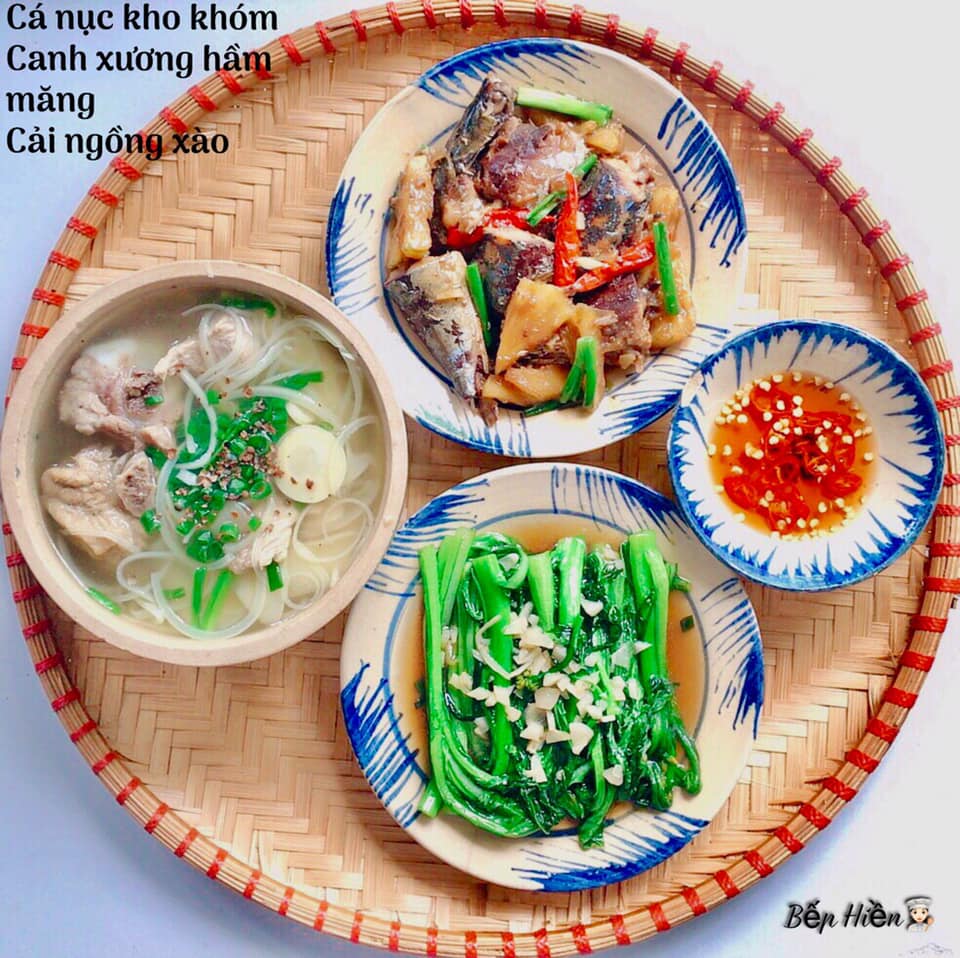 Cá nục kho khóm
Canh xương hầm
măng
Cải ngồng xào
Bếp Hiền